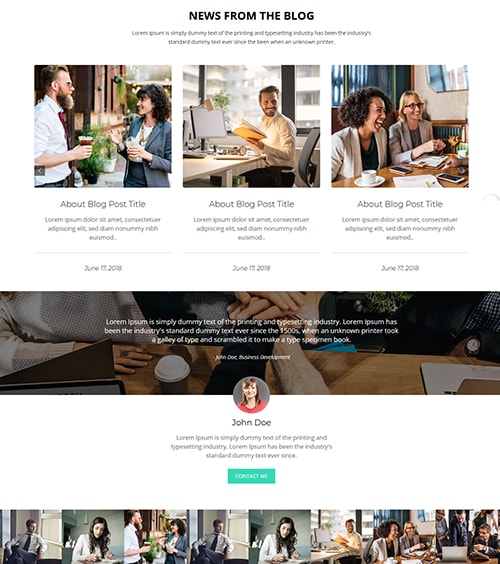 NEWS FROM THE BLOG
Lorem Ipsum is simply dummy text of the printing and typesetting industry. Lorem Ipsum has been the industry's
standard dummy text ever since the been when an unknown printer.
About Blog Post Title
Lorem ipsum dolor sit amet, consectetuer
adipiscing elit, sed diam nonummy nibh
euismod..
June 17, 2018
About Blog Post Title
Lorem ipsum dolor sit amet, consectetuer
adipiscing elit, sed diam nonummy nibh
euismod..
June 17, 2018
About Blog Post Title
Lorem ipsum dolor sit amet, consectetuer
adipiscing elit, sed diam nonummy nibh
euismod..
June 17, 2018
Lorem Ipsum is simply dummy text of the printing and typesetting industry. Lorem Ipsum has
been the industry's standard dummy text ever since the 1500s, when an unknown printer took
a galley of type and scrambled it to make a type specimen book.
- John Doe, Business Development
John Doe
Lorem Ipsum is simply dummy text of the printing and
typesetting industry. Lorem Ipsum has been the industry's
standard dummy text ever since.
CONTACT ME